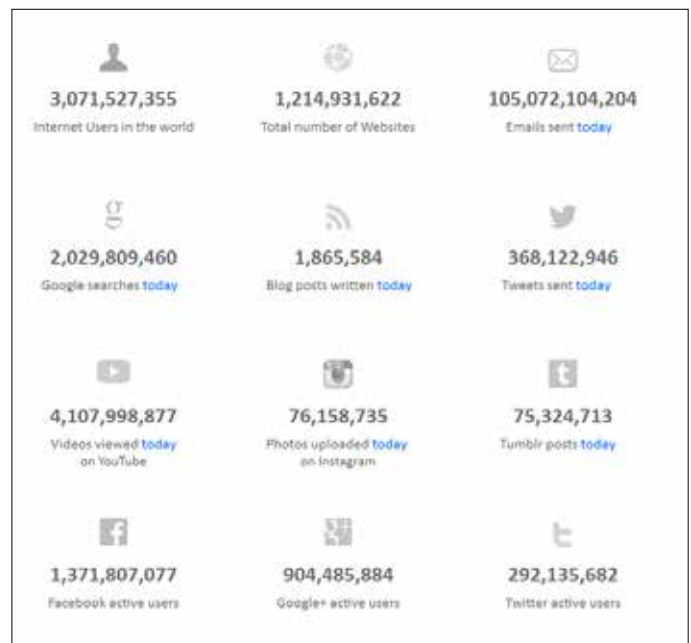 3,071,527,355
Internet Users in the world
1,214,931,622
Total number of Websites
105,072,104,204
Emails sent today
2,029,809,460
Google searches today
1,865,584
Blog posts written today
368,122,946
Tweets sent today
4,107,998,877
Videos viewed today
on YouTube
76,158,735
Photos uploaded today
on Instagram
75,324,713
Tumblr posts today
1,371,807,077
Facebook active users
904,485,884
Google+ active users
292,135,682
Twitter active users